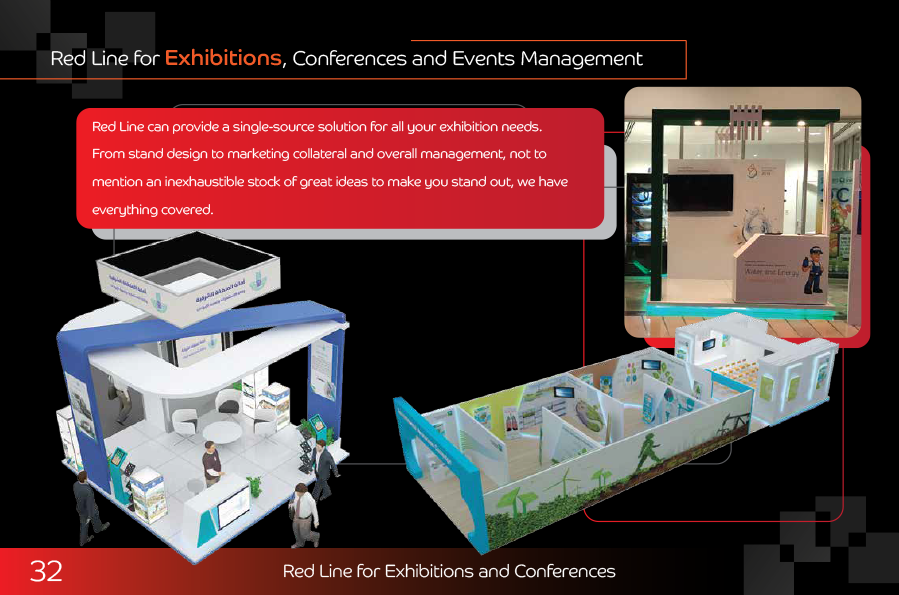 Red Line for Exhibitions, Conferences and Events Management
Red Line can provide a single-source solution for all your exhibition needs.
From stand design to marketing collateral and overall management, not to
mention an inexhaustible stock of great ideas to make you stand out, we have
everything covered.
Water and Energy
أمانة المنطقة الشرقية
32
Red Line for Exhibitions and Conferences